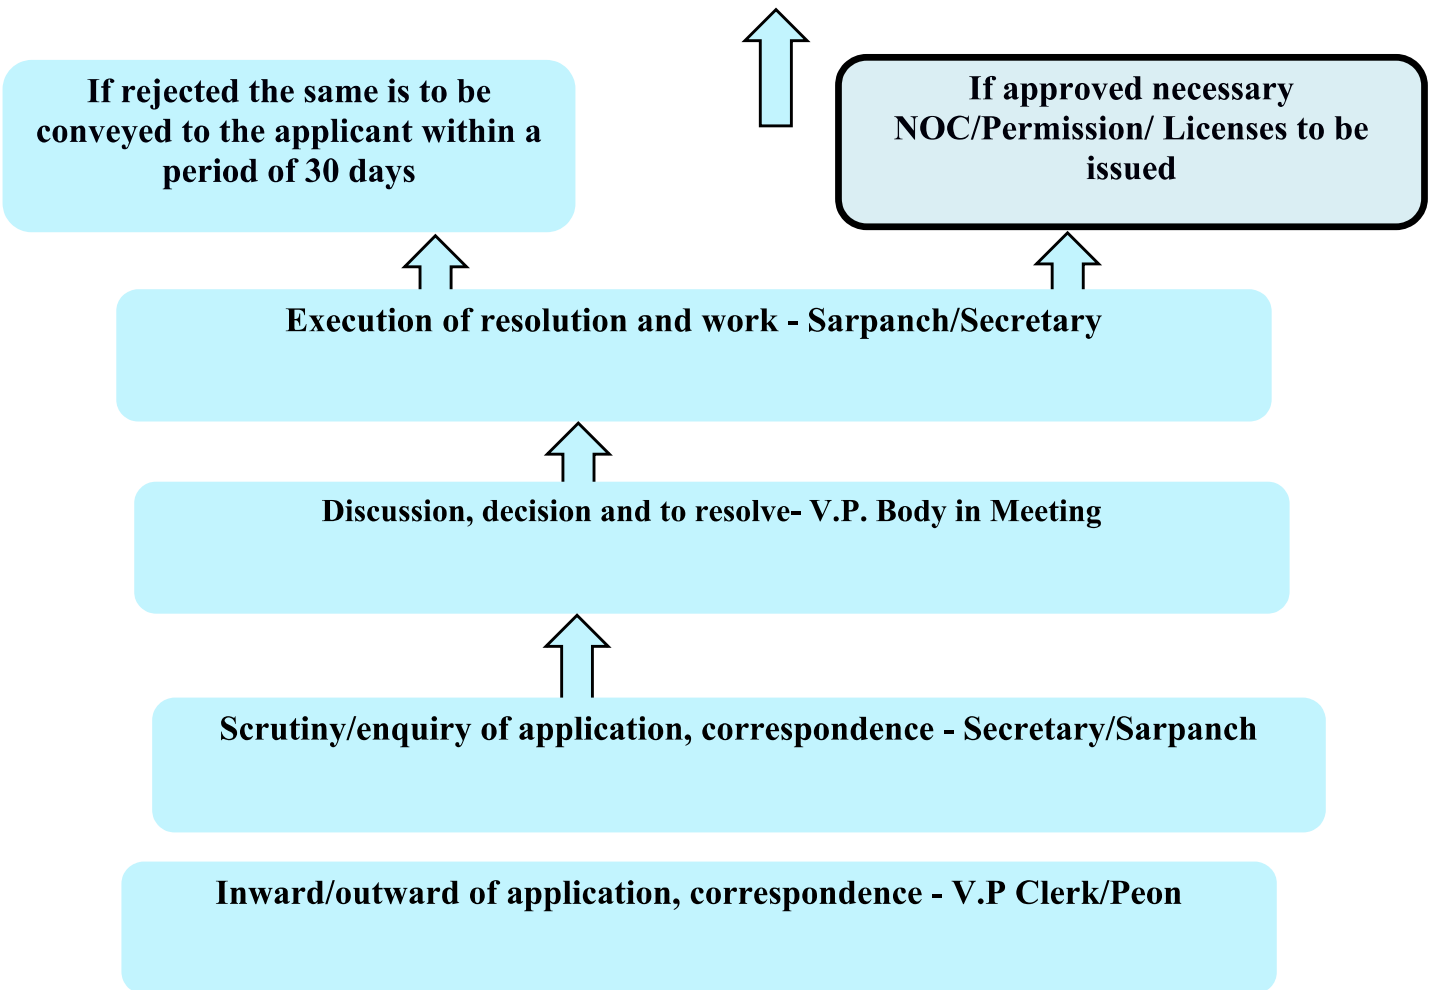 If rejected the same is to be
conveyed to the applicant within a
period of 30 days
If approved necessary
NOC/Permission/ Licenses to be
issued
Execution of resolution and work - Sarpanch/Secretary
Discussion, decision and to resolve- V.P. Body in Meeting
Scrutiny/enquiry of application, correspondence - Secretary/Sarpanch
Inward/outward of application, correspondence - V.P Clerk/Peon